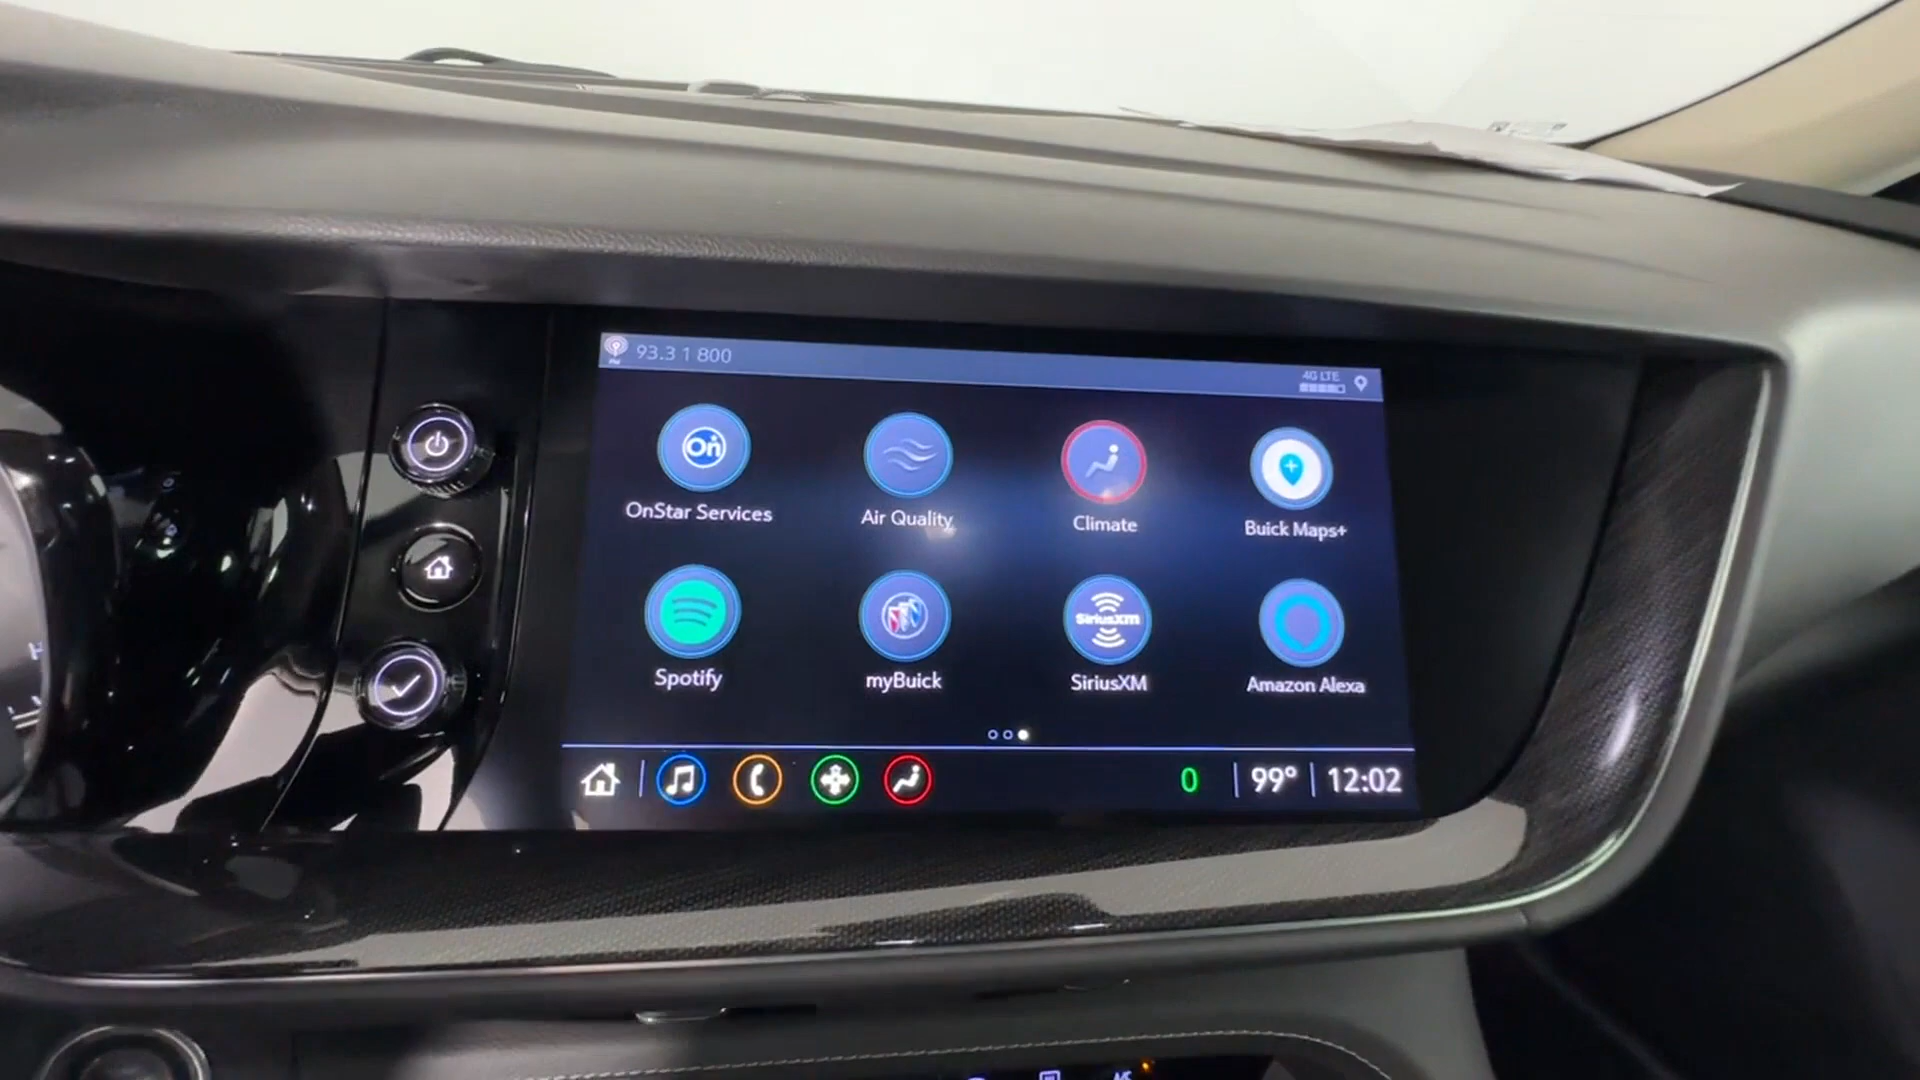 93.3 1 800
4G LTE
On
OnStar Services
Air Quality
Climate
Buick Maps+
Spotify
myBuick
SiriusXM
SiriusXM
Amazon Alexa
0
99°
12:02
H